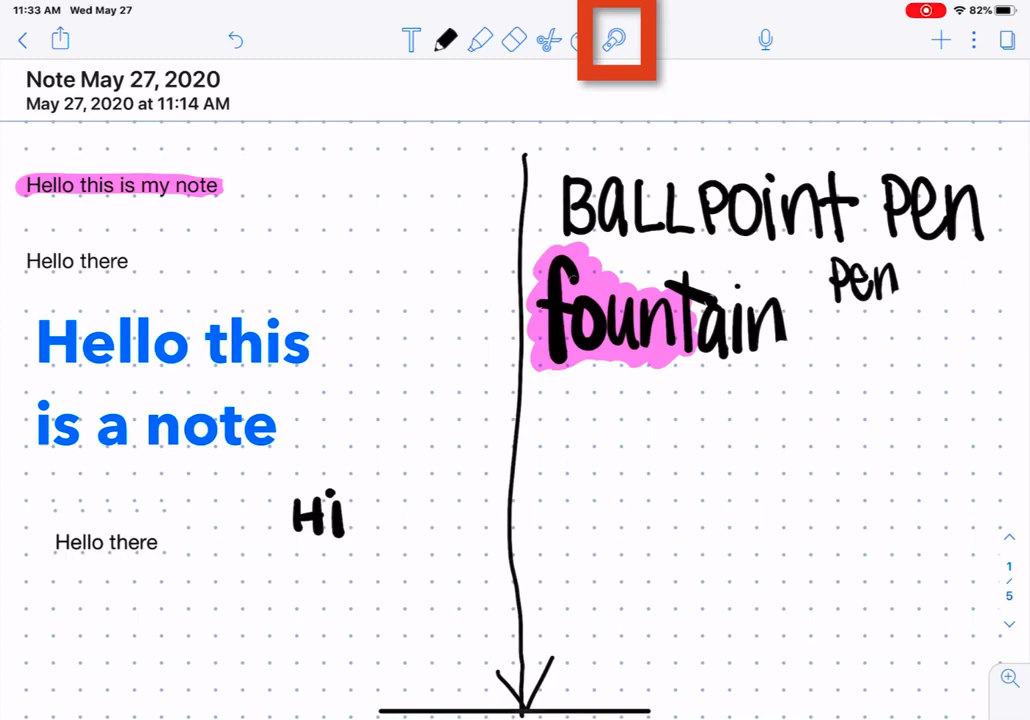 11:33 AM Wed May 27
82%
T
Note May 27, 2020
May 27, 2020 at 11:14 AM
Hello this is my note
Hello there
Hello this
is a note
Hi
Hello there
BALLPOINT Pen
fountain pen
1
/
5